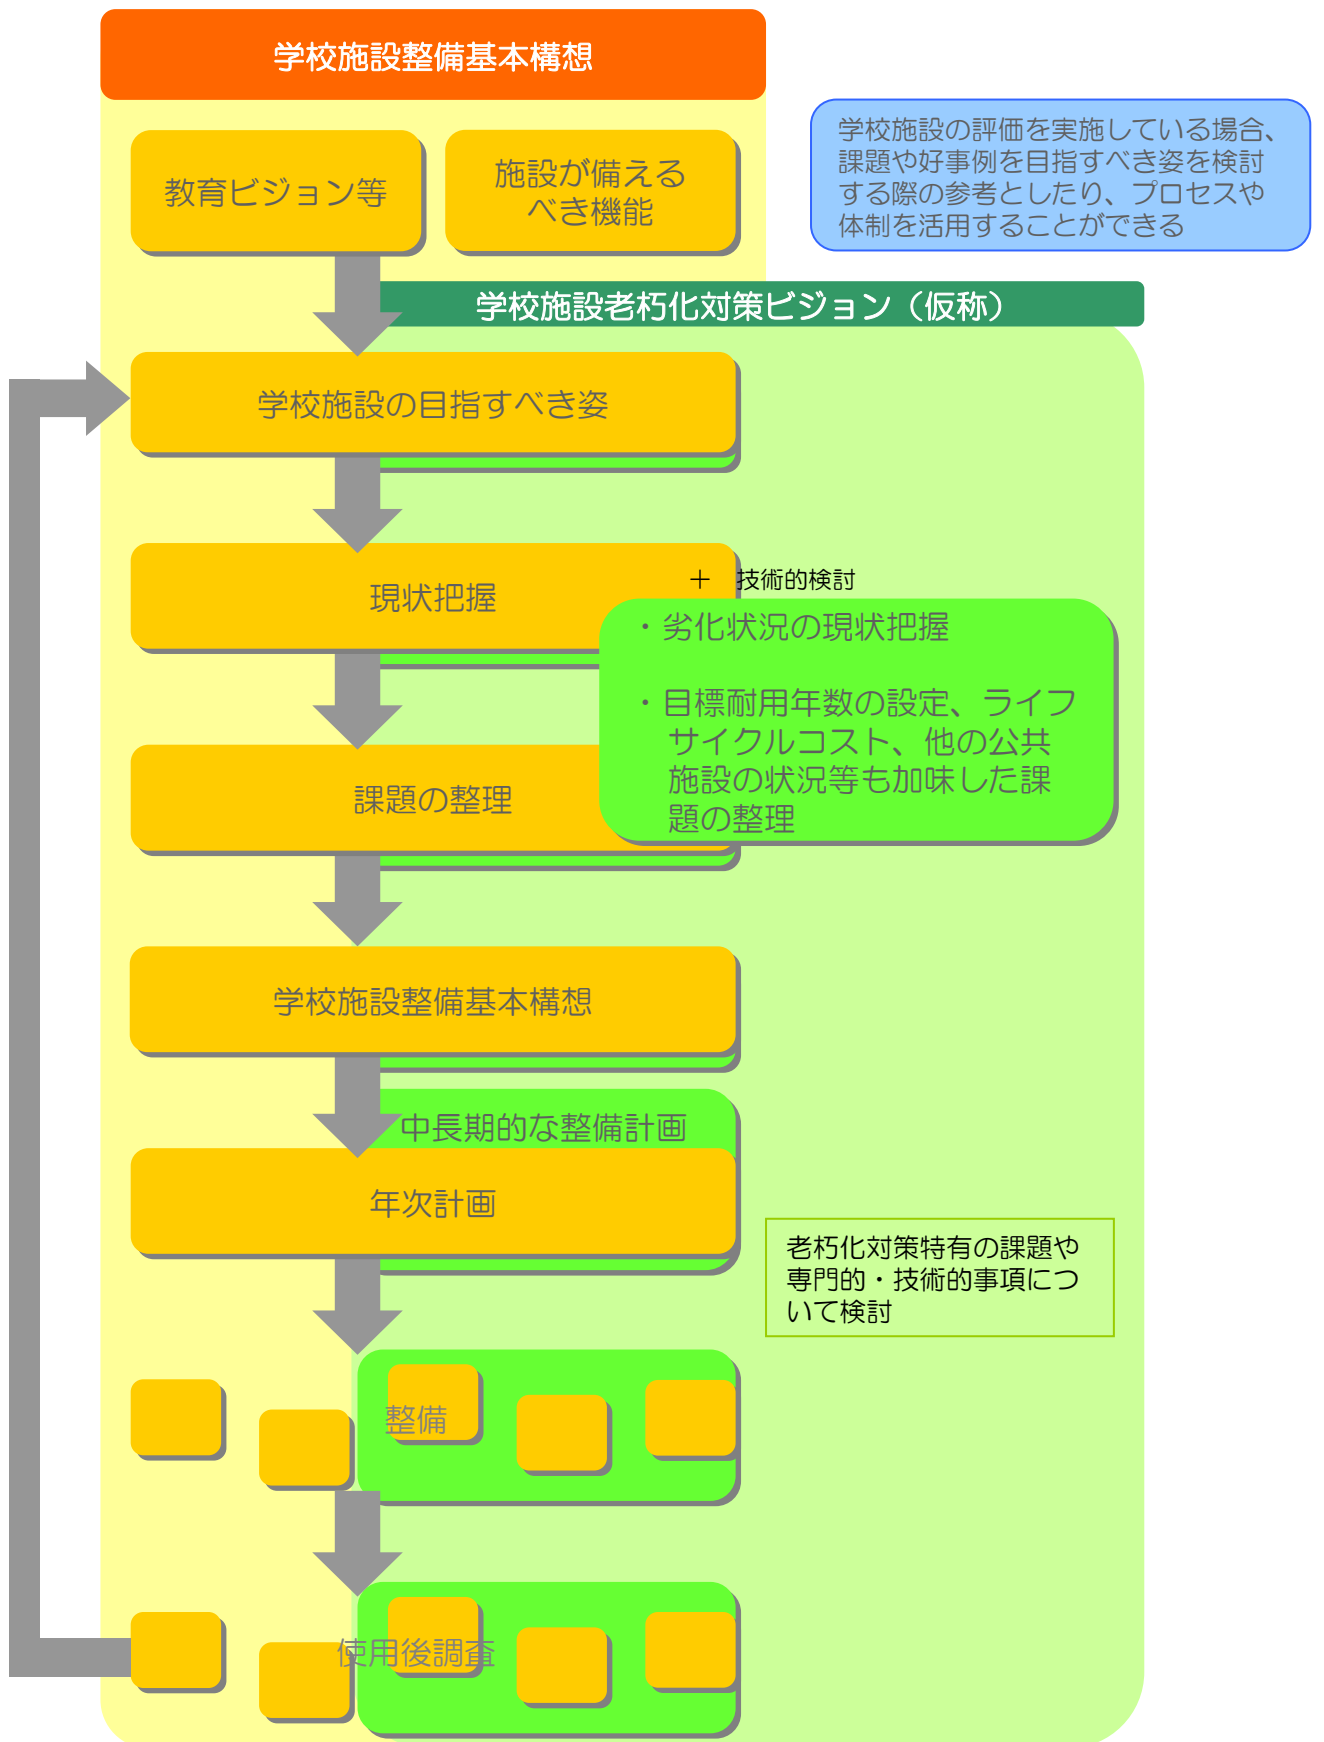 学校施設整備基本構想
教育ビジョン等
施設が備える
べき機能
学校施設の評価を実施している場合、
課題や好事例を目指すべき姿を検討
する際の参考としたり、プロセスや
体制を活用することができる
学校施設老朽化対策ビジョン（仮称）
学校施設の目指すべき姿
現状把握
＋　技術的検討
・劣化状況の現状把握
・目標耐用年数の設定、ライフ
サイクルコスト、他の公共
施設の状況等も加味した課
題の整理
課題の整理
学校施設整備基本構想
中長期的な整備計画
年次計画
老朽化対策特有の課題や
専門的・技術的事項につ
いて検討
整備
使用後調査